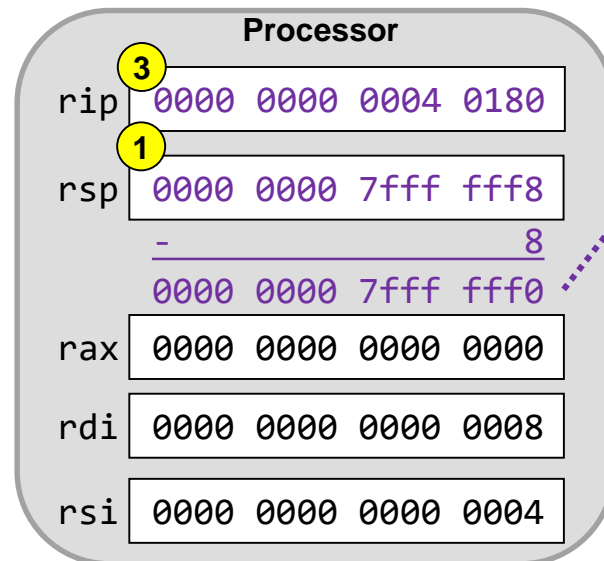 Processor
3
rip 0000 0000 0004 0180
1
rsp 0000 0000 7fff fff8
- 8
0000 0000 7fff fff0
rax 0000 0000 0000 0000
rdi 0000 0000 0000 0008
rsi 0000 0000 0000 0004